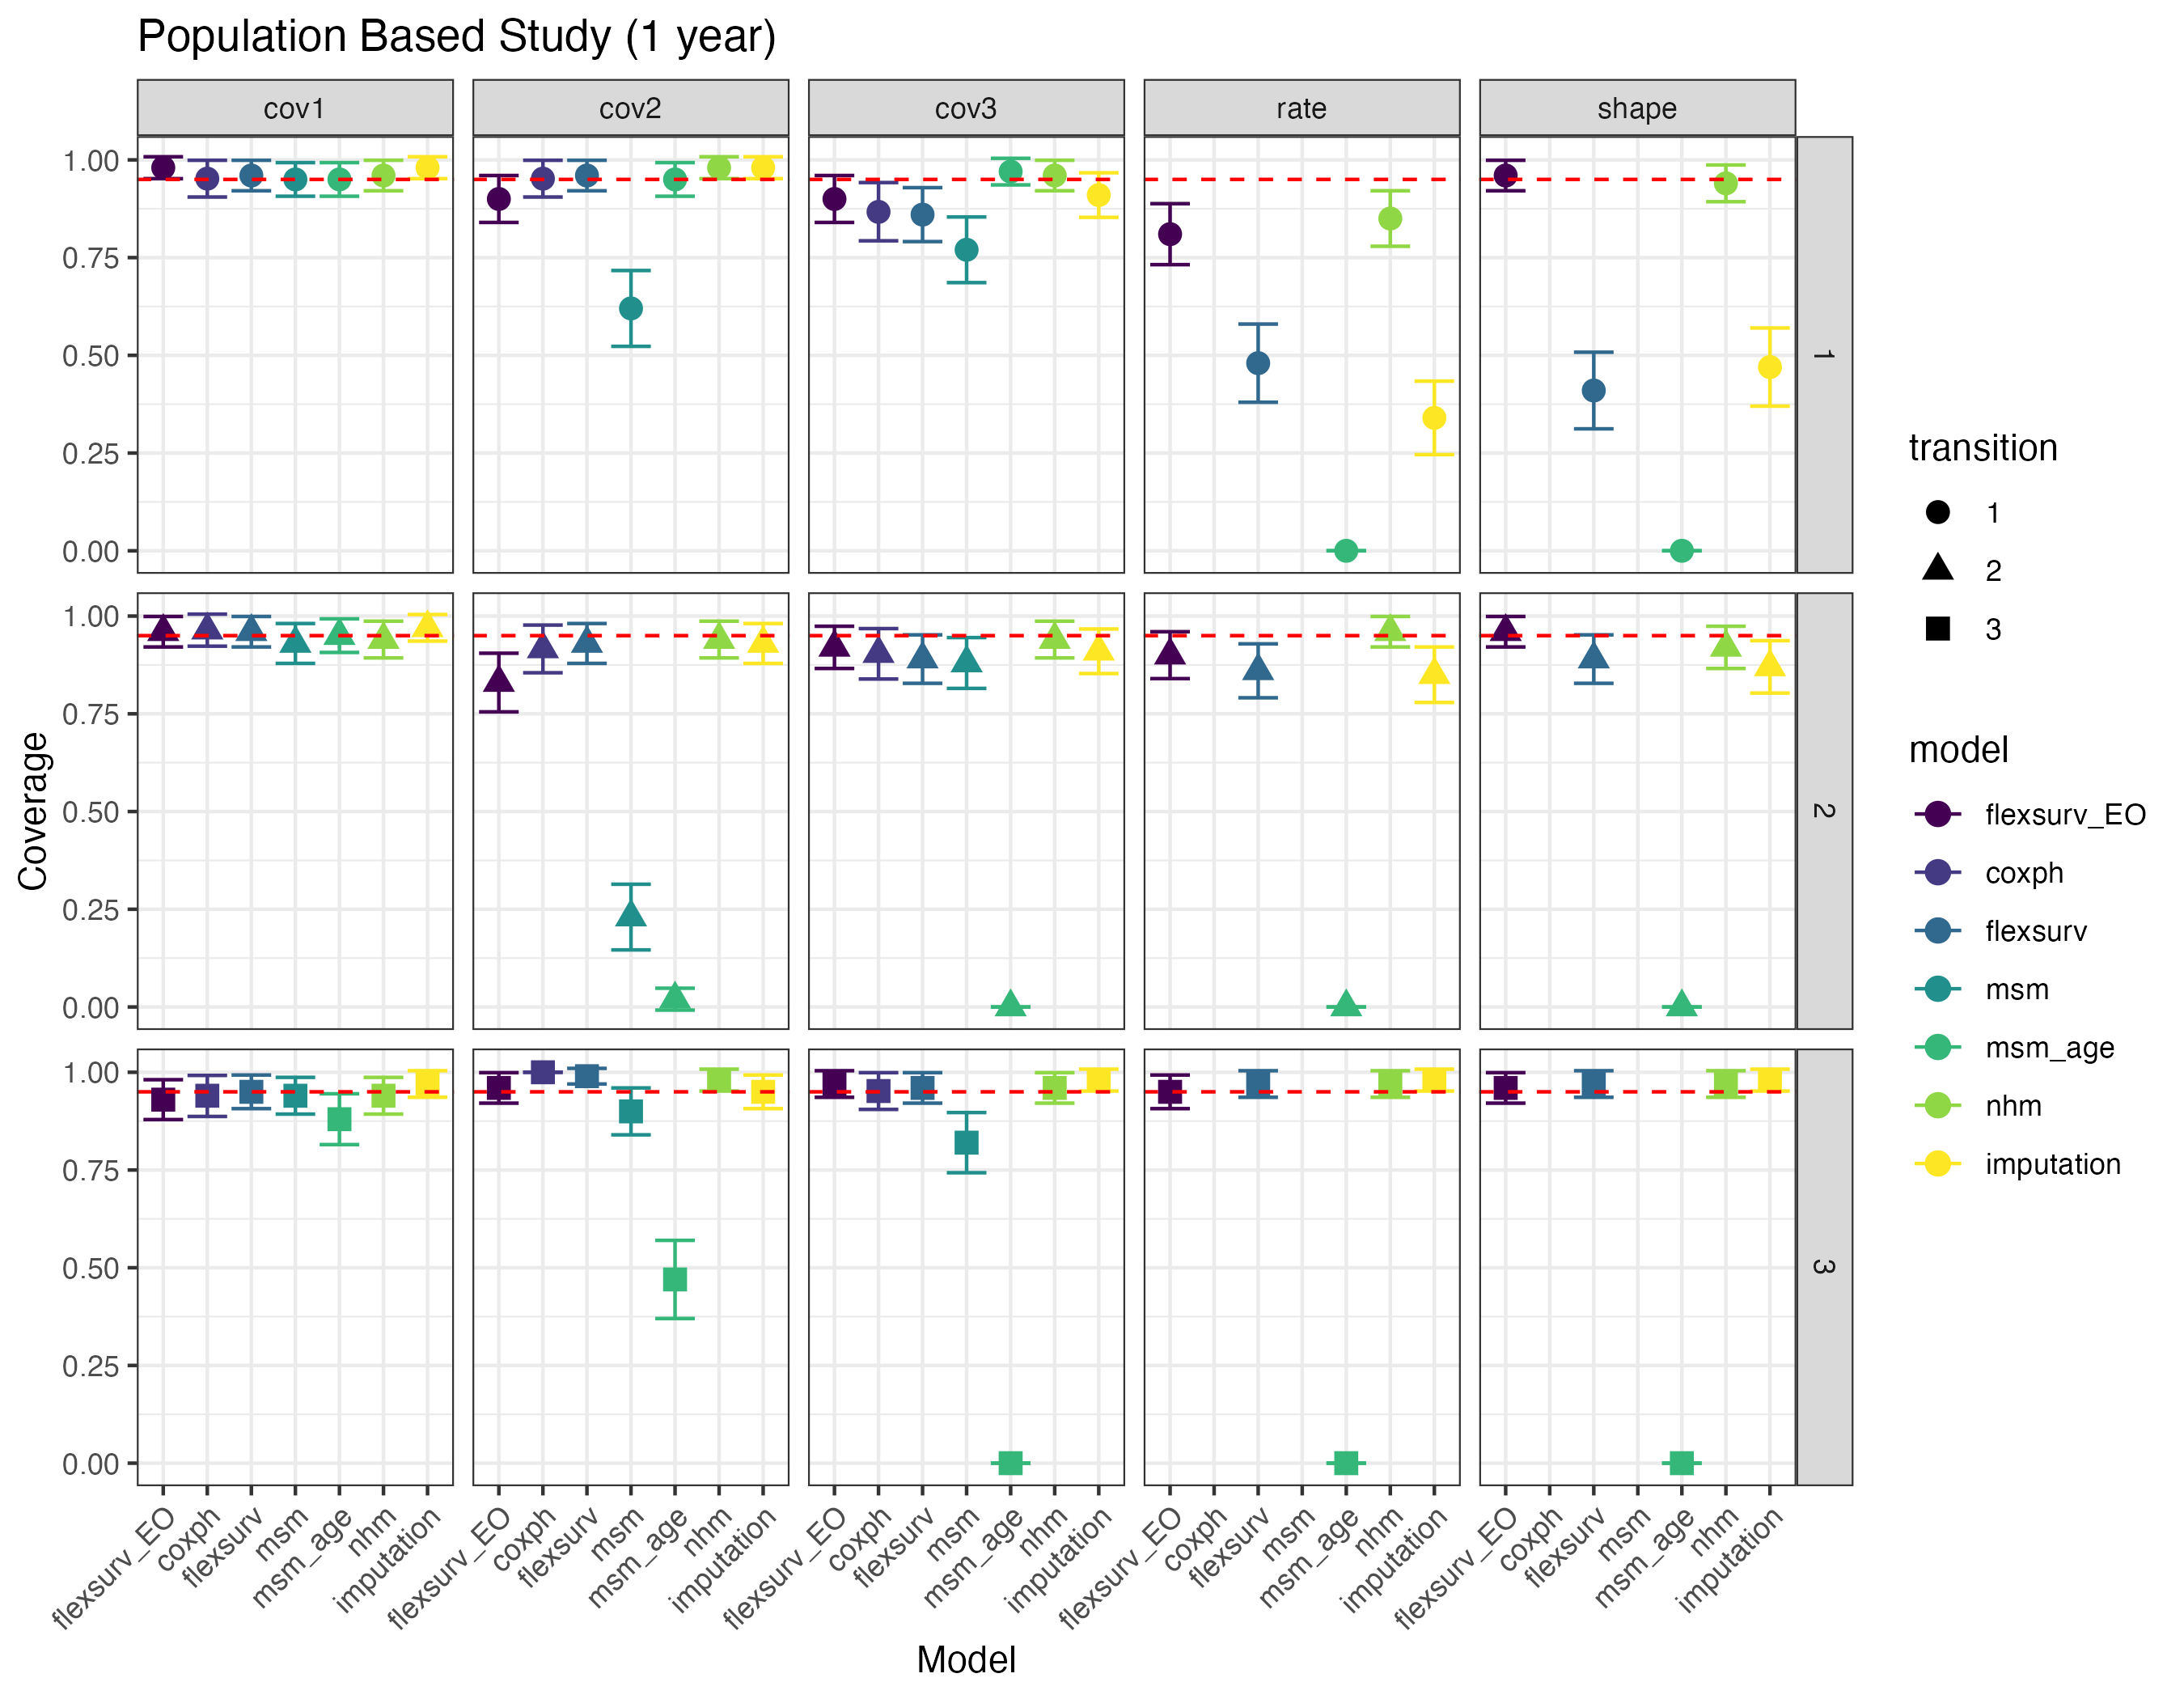 Population Based Study (1 year)
cov1
cov2
cov3
rate
shape
1.00
0.75
0.50
0.25
0.00
1
1.00
0.75
0.50
0.25
0.00
2
1.00
0.75
0.50
0.25
0.00
3
Coverage
flexsurv_EO
coxph
flexsurv
msm
msm_age
nhm
imputation
flexsurv_EO
coxph
flexsurv
msm
msm_age
nhm
imputation
flexsurv_EO
coxph
flexsurv
msm
msm_age
nhm
imputation
flexsurv_EO
coxph
flexsurv
msm
msm_age
nhm
imputation
flexsurv_EO
coxph
flexsurv
msm
msm_age
nhm
imputation
Model
transition
1
2
3
model
flexsurv_EO
coxph
flexsurv
msm
msm_age
nhm
imputation